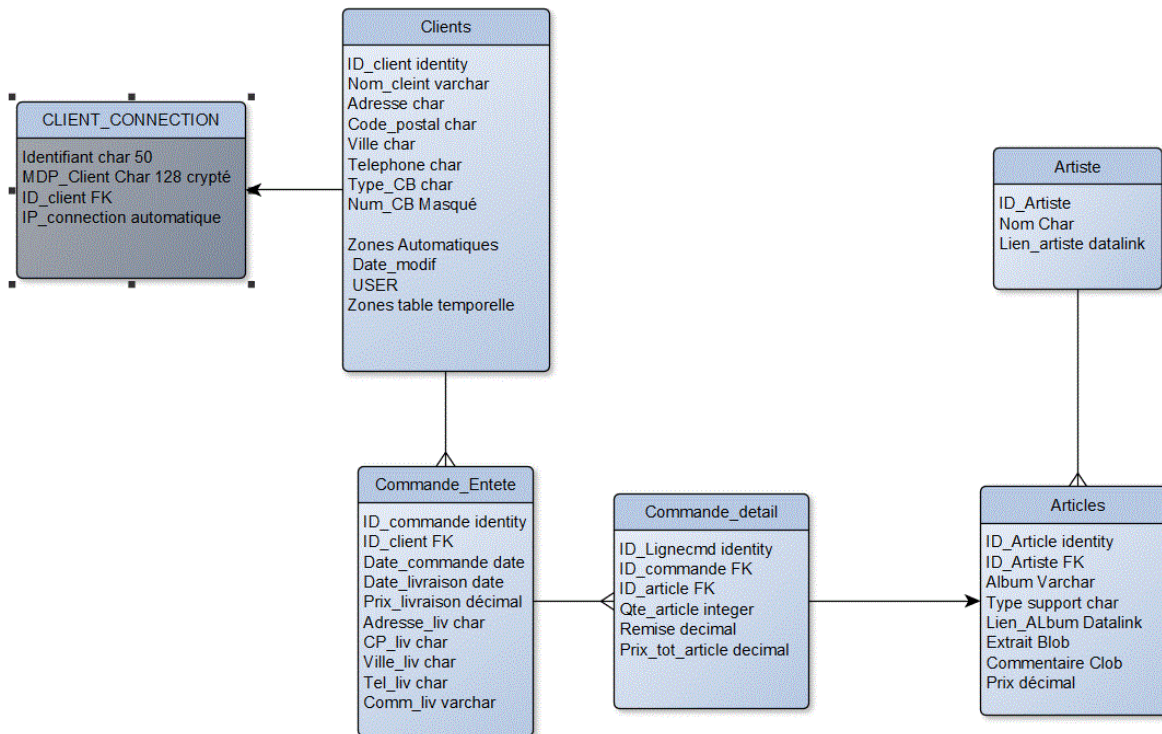 Clients
ID_client identity
Nom_cleint varchar
Adresse char
Code_postal char
Ville char
Telephone char
Type_CB char
Num_CB Masqué
Zones Automatiques
Date_modif
USER
Zones table temporelle
CLIENT_CONNECTION
Identifiant char 50
MDP_Client Char 128 crypté
ID_client FK
IP_connection automatique
Artiste
ID_Artiste
Nom Char
Lien_artiste datalink
Commande_Entete
ID_commande identity
ID_client FK
Date_commande date
Date_livraison date
Prix_livraison décimal
Adresse_liv char
CP_liv char
Ville_liv char
Tel_liv char
Comm_liv varchar
Commande_detail
ID_Lignecmd identity
ID_commande FK
ID_article FK
Qte_article integer
Remise decimal
Prix_tot_article decimal
Articles
ID_Article identity
ID_Artiste FK
Album Varchar
Type support char
Lien_ALbum Datalink
Extrait Blob
Commentaire Clob
Prix décimal